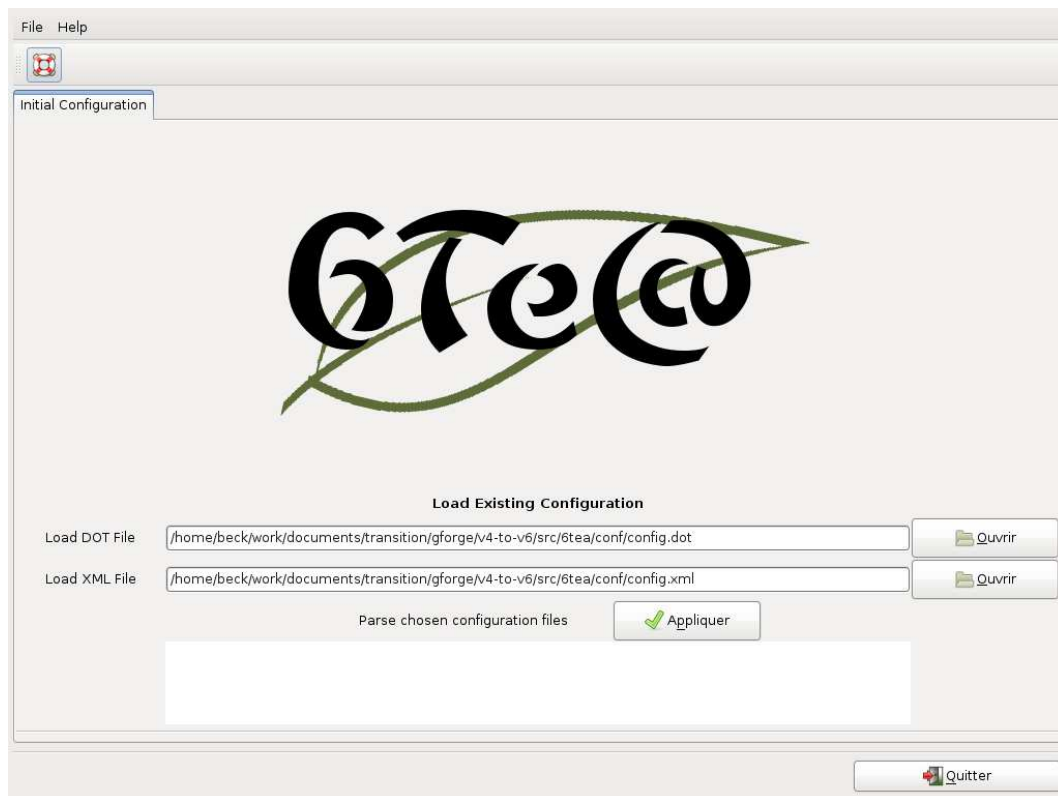 File Help
Initial Configuration
6Te@
Load Existing Configuration
Load DOT File /home/beck/work/documents/transition/gforge/v4-to-v6/src/6tea/conf/config.dot Ouvrir
Load XML File /home/beck/work/documents/transition/gforge/v4-to-v6/src/6tea/conf/config.xml Ouvrir
Parse chosen configuration files Appliquer
Quitter